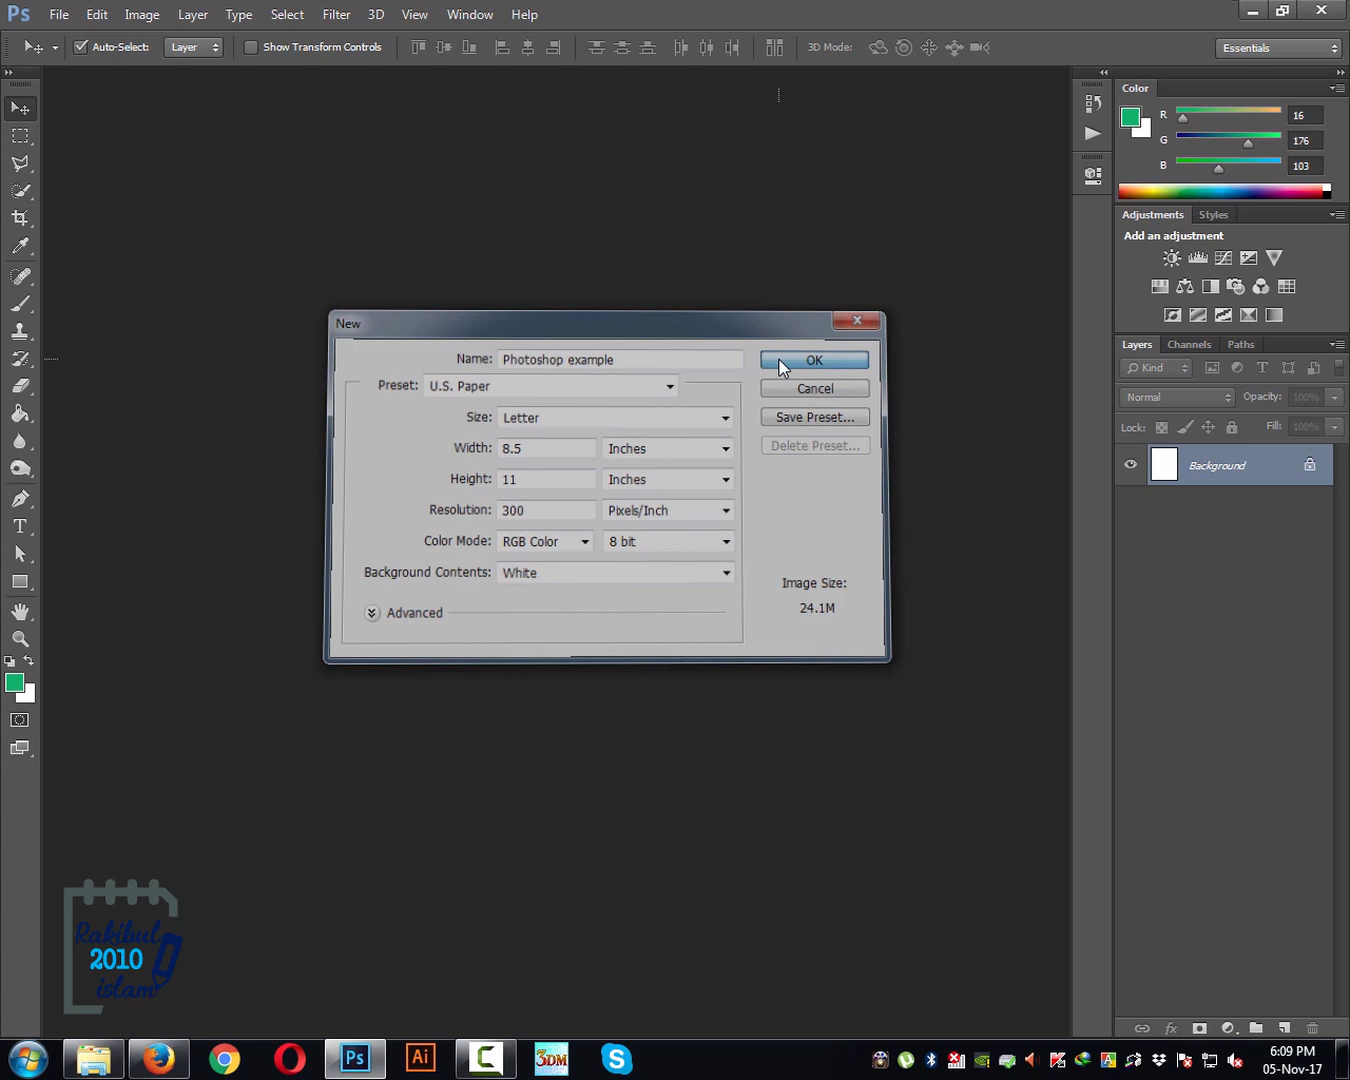 Ps File Edit Image Layer Type Select Filter 3D View Window Help
Auto-Select: Layer Show Transform Controls 3D Mode: Essentials
Color
R 16
G 176
B 103
Adjustments Styles
Add an adjustment
Layers Channels Paths
Kind
Normal Opacity: 100%
Lock: Fill: 100%
Background
New
Name: Photoshop example OK
Preset: U.S. Paper Cancel
Size: Letter Save Preset...
Width: 8.5 Inches Delete Preset...
Height: 11 Inches
Resolution: 300 Pixels/Inch
Color Mode: RGB Color 8 bit
Background Contents: White Image Size:
24.1M
Advanced
T
fx
Rakibul
2010
islam
Ps Ai 3DM
6:09 PM
05-Nov-17